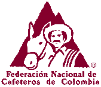 Federación Nacional de
Cafeteros de Colombia